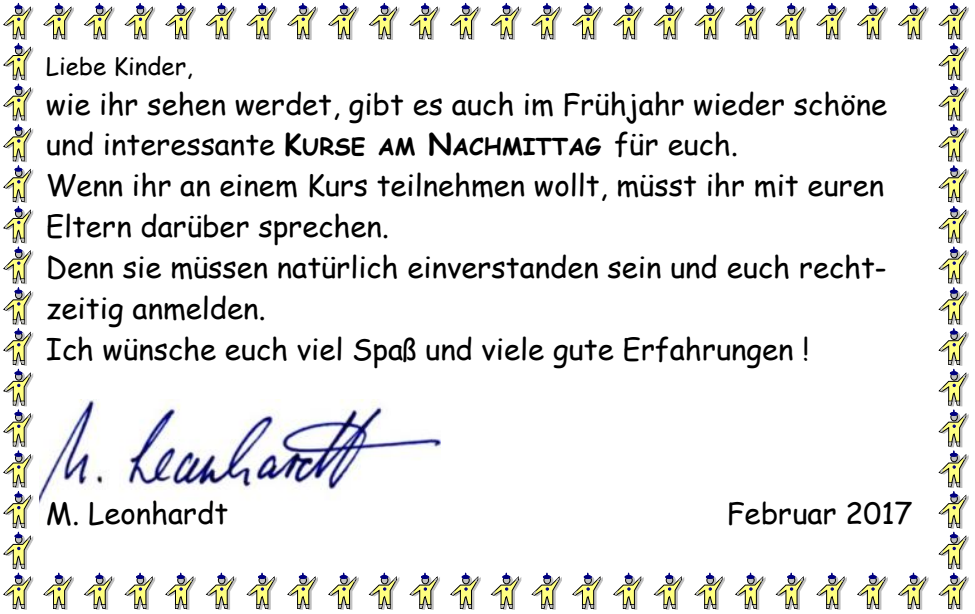 Liebe Kinder,
wie ihr sehen werdet, gibt es auch im Frühjahr wieder schöne
und interessante KURSE AM NACHMITTAG für euch.
Wenn ihr an einem Kurs teilnehmen wollt, müsst ihr mit euren
Eltern darüber sprechen.
Denn sie müssen natürlich einverstanden sein und euch recht-
zeitig anmelden.
Ich wünsche euch viel Spaß und viele gute Erfahrungen !
M. Leonhardt
M. Leonhardt Februar 2017